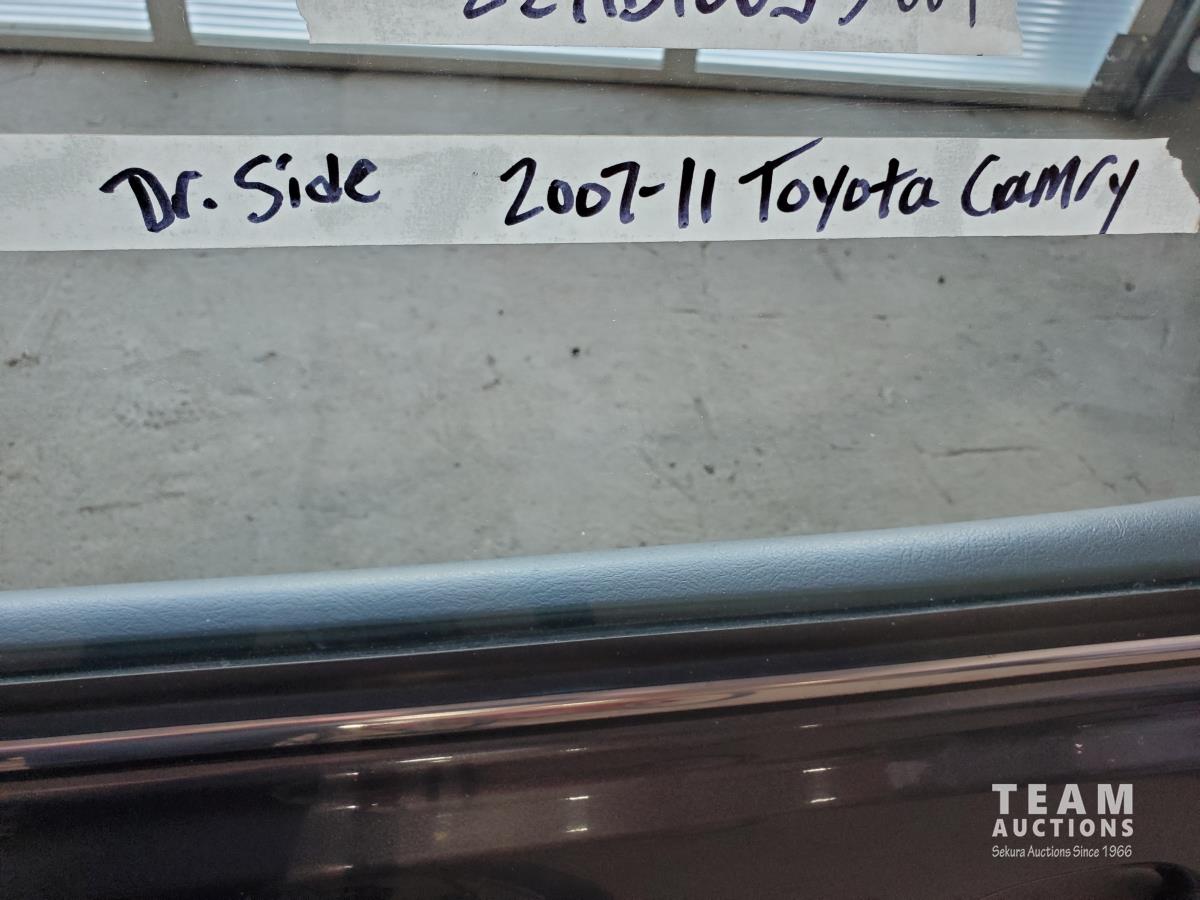 Dr. Side 2007-11 Toyota Camry
TEAM
AUCTIONS
Sekura Auctions Since 1966